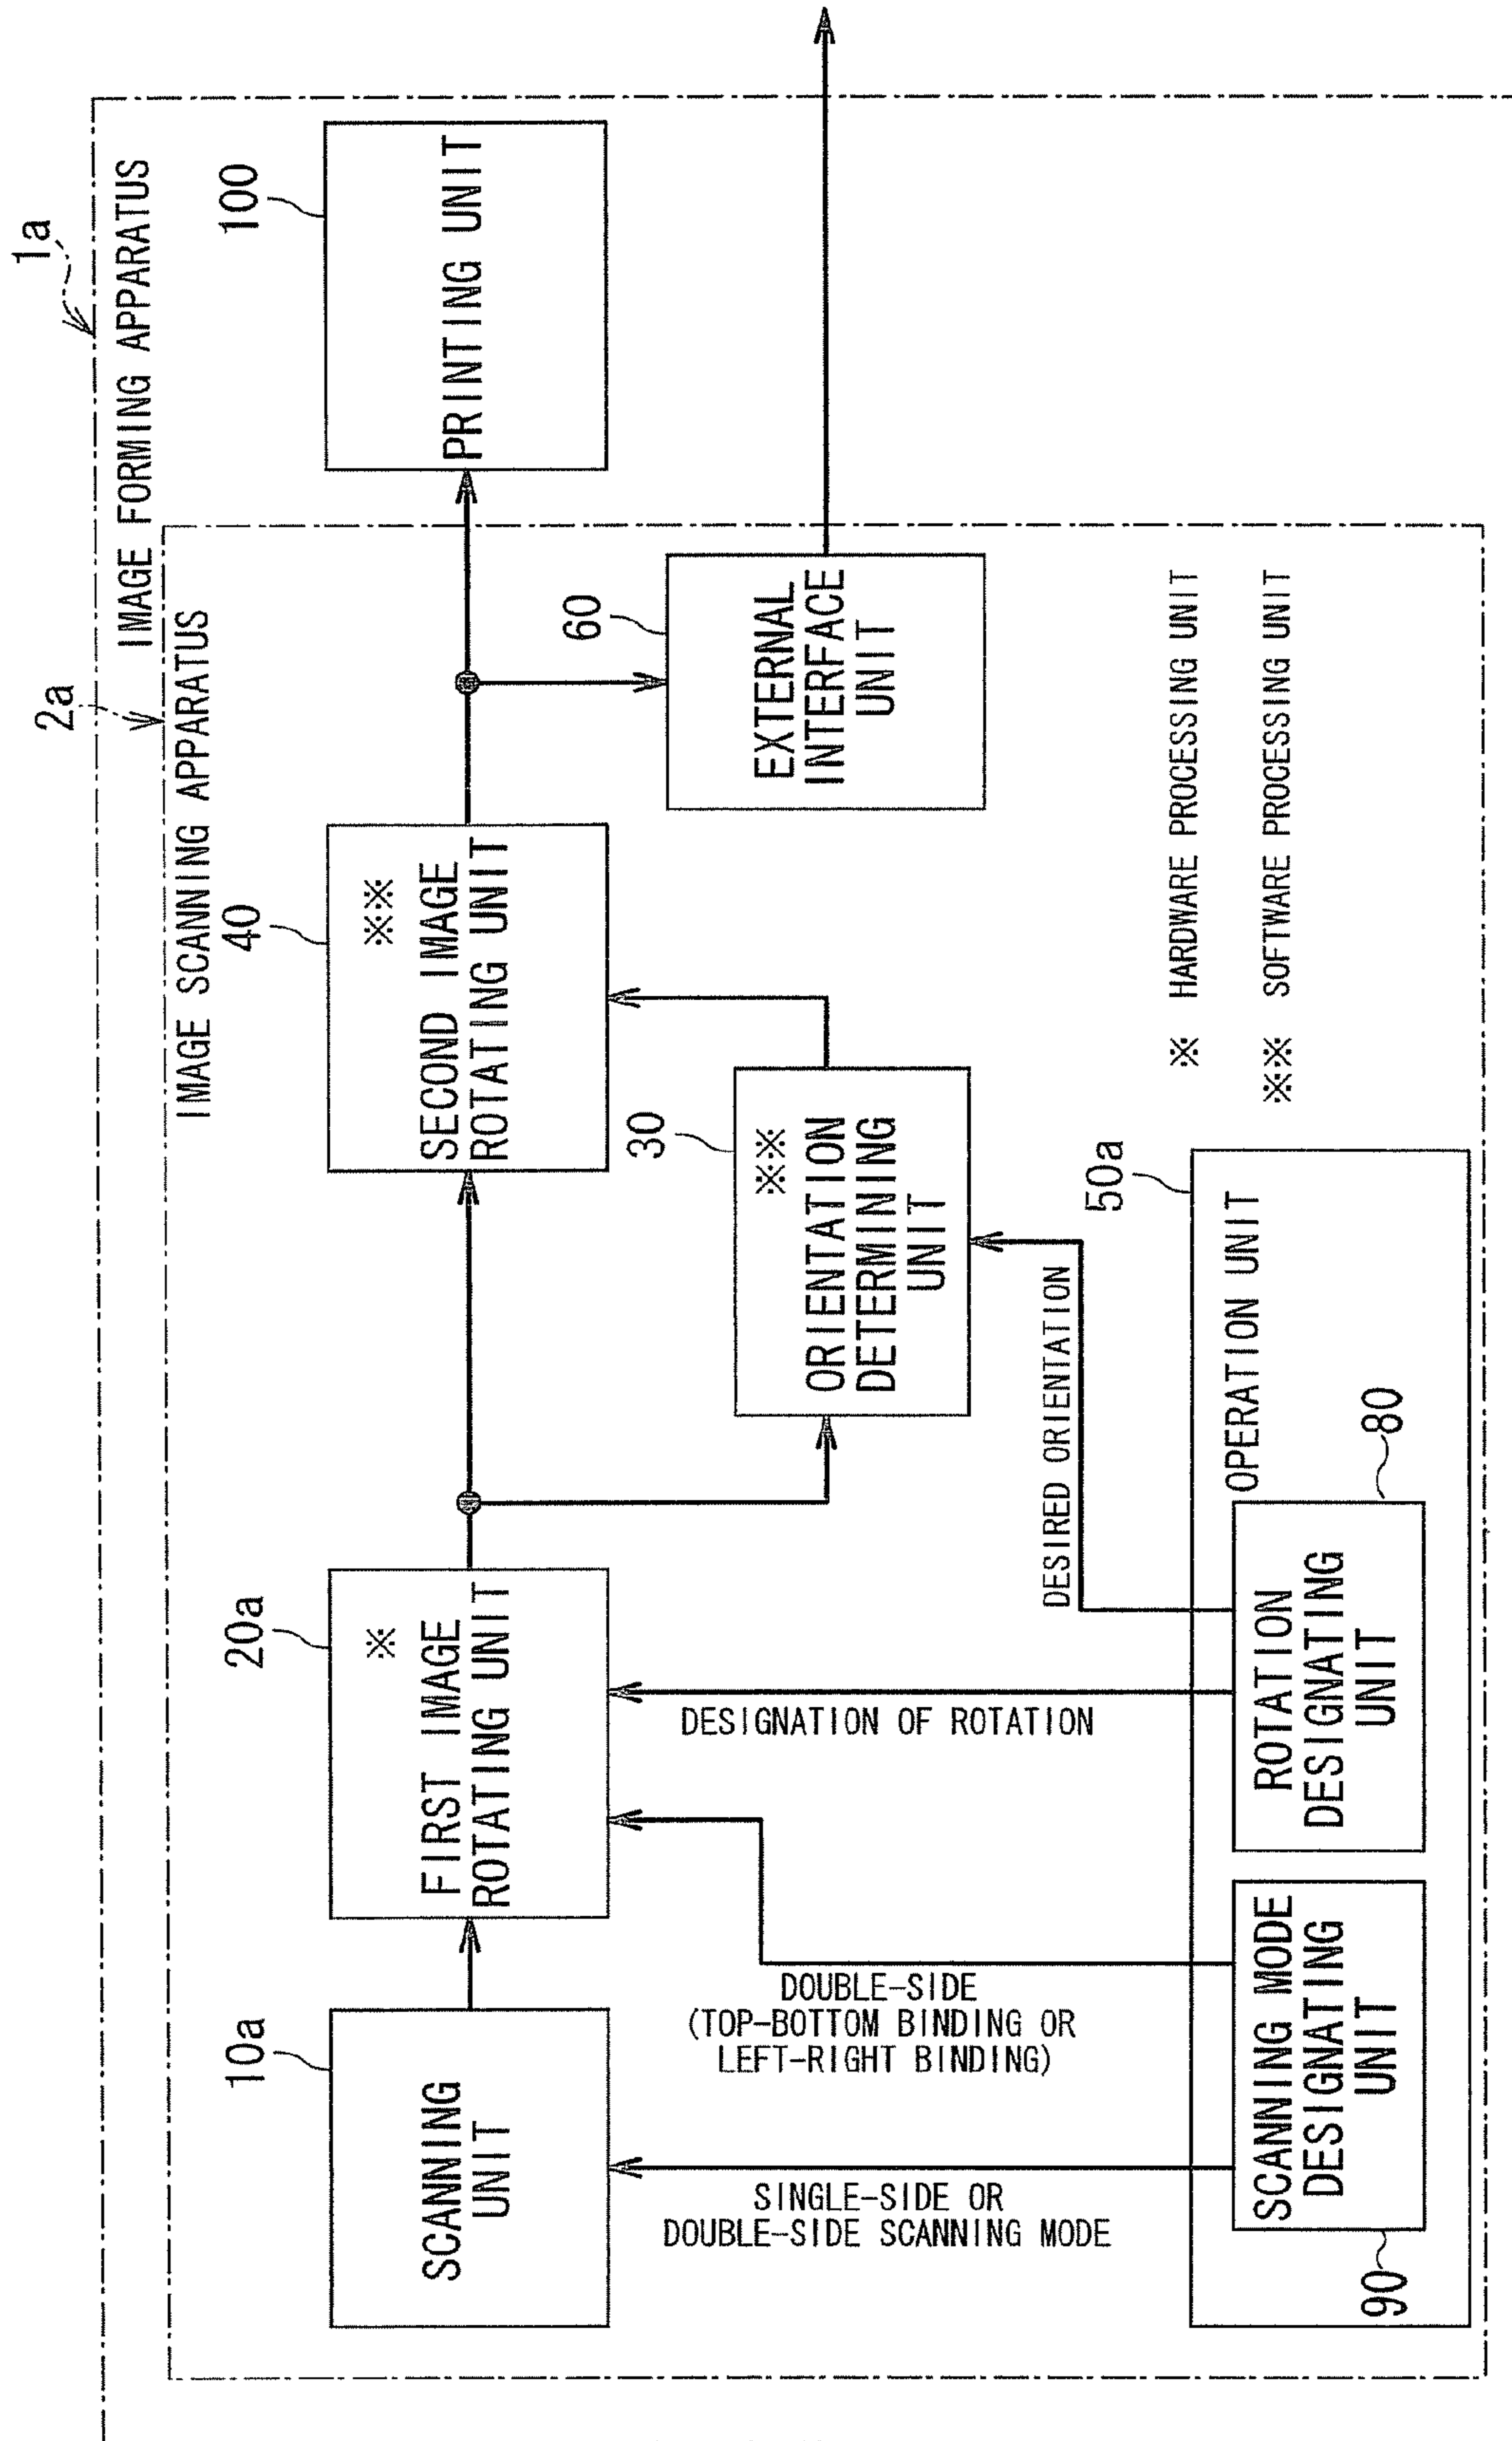 1a
IMAGE FORMING APPARATUS
2a
IMAGE SCANNING APPARATUS
10a
SCANNING
UNIT
20a
※
FIRST IMAGE
ROTATING UNIT
40
※※
SECOND IMAGE
ROTATING UNIT
100
PRINTING UNIT
30
※※
ORIENTATION
DETERMINING
UNIT
60
EXTERNAL
INTERFACE
UNIT
SINGLE-SIDE OR
DOUBLE-SIDE SCANNING MODE
DOUBLE-SIDE
(TOP-BOTTOM BINDING OR
LEFT-RIGHT BINDING)
DESIGNATION OF ROTATION
DESIRED ORIENTATION
50a
OPERATION UNIT
90
SCANNING MODE
DESIGNATING
UNIT
80
ROTATION
DESIGNATING
UNIT
※ HARDWARE PROCESSING UNIT
※※ SOFTWARE PROCESSING UNIT